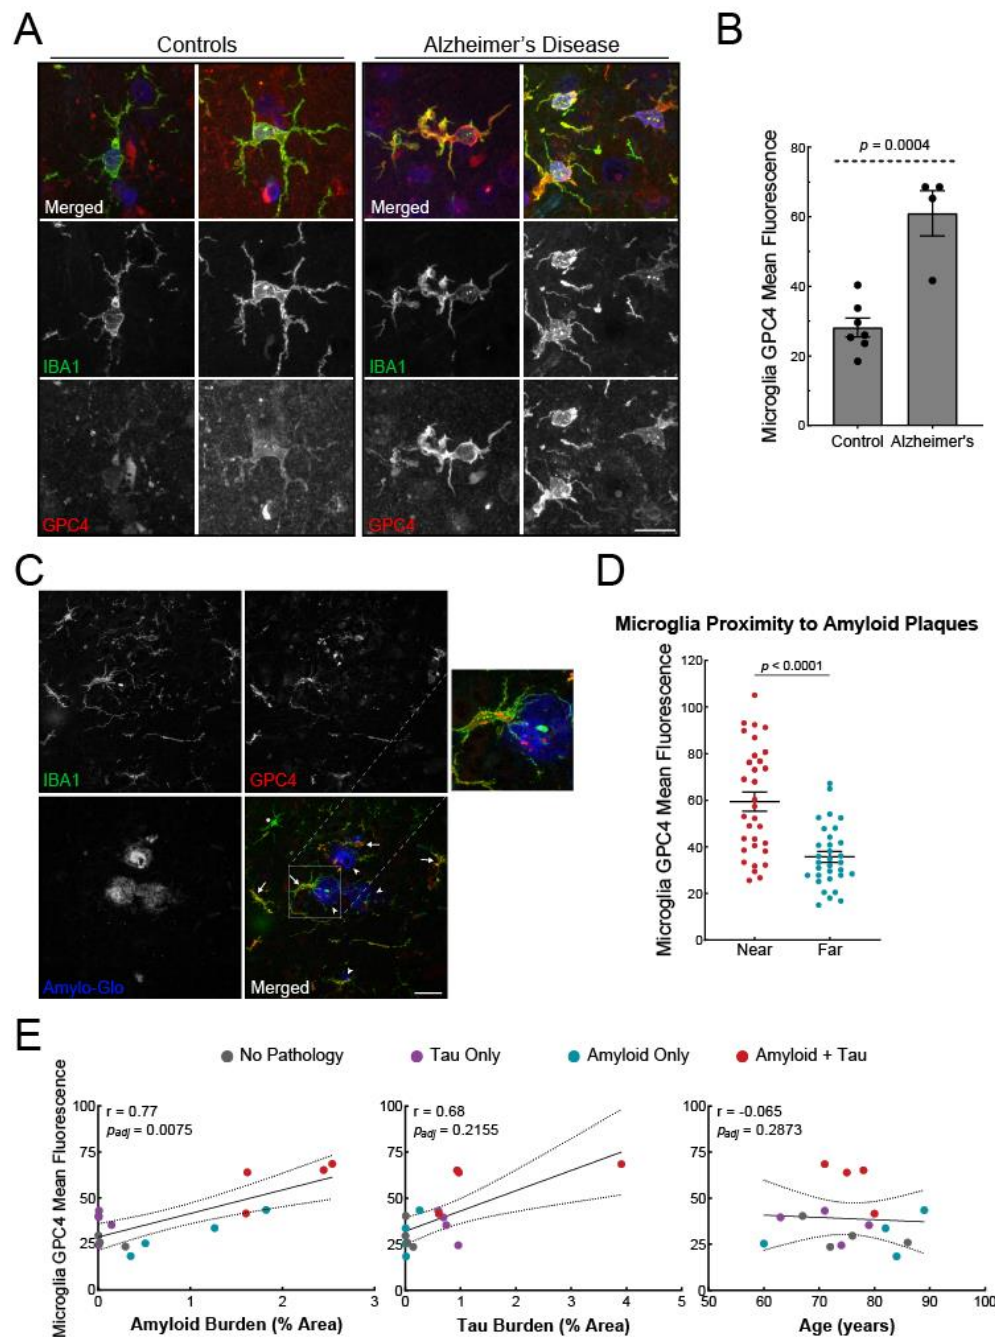 A
Controls
Alzheimer's Disease
Merged
Merged
IBA1
IBA1
GPC4
GPC4
B
Microglia GPC4 Mean Fluorescence
p = 0.0004
80
60
40
20
0
Control
Alzheimer's
C
IBA1
GPC4
Amylo-Glo
Merged
D
Microglia Proximity to Amyloid Plaques
Microglia GPC4 Mean Fluorescence
p < 0.0001
120
100
80
60
40
20
0
Near
Far
E
No Pathology
Tau Only
Amyloid Only
Amyloid + Tau
Microglia GPC4 Mean Fluorescence
r = 0.77
padj = 0.0075
100
75
50
25
0
0
1
2
3
Amyloid Burden (% Area)
r = 0.68
padj = 0.2155
100
75
50
25
0
0
1
2
3
4
5
Tau Burden (% Area)
r = -0.065
padj = 0.2873
100
75
50
25
0
50
60
70
80
90
100
Age (years)